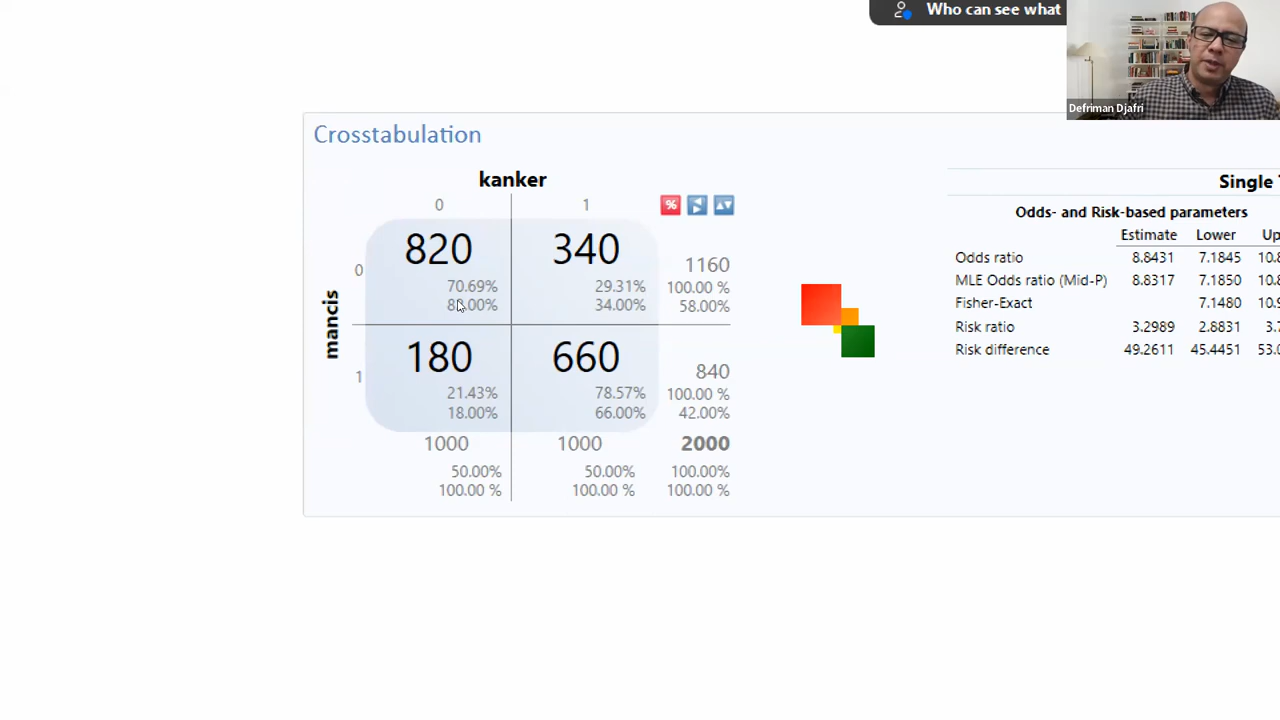 Who can see what
Defriman Djafri
Crosstabulation
kanker
0 1
%
mancis
0 820 340 1160
70.69% 29.31% 100.00 %
34.00% 58.00%
1 180 660 840
21.43% 78.57% 100.00 %
18.00% 66.00% 42.00%
1000 1000 2000
50.00% 50.00% 100.00%
100.00 % 100.00 % 100.00 %
Single
Odds- and Risk-based parameters
Estimate Lower
Odds ratio 8.8431 7.1845
MLE Odds ratio (Mid-P) 8.8317 7.1850
Fisher-Exact 7.1480
Risk ratio 3.2989 2.8831
Risk difference 49.2611 45.4451